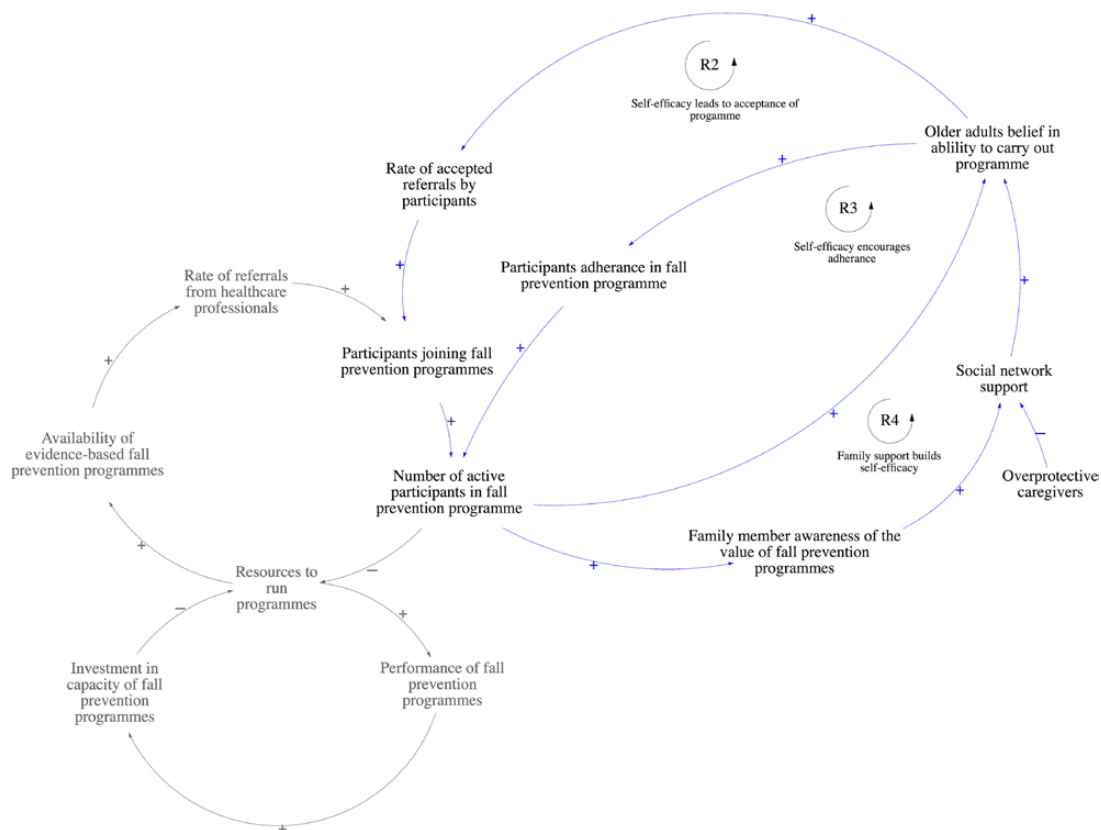 +
R2
Self-efficacy leads to acceptance of
progamme
Older adults belief in
ablility to carry out
programme
+
Rate of accepted
referrals by
participants
R3
Self-efficacy encourages
adherance
+
Participants adherance in fall
prevention programme
Rate of referrals
from healthcare
professionals
+
+
+
Participants joining fall
prevention programmes
+
Social network
support
+
R4
Family support builds
self-efficacy
+
−
Availability of
evidence-based fall
prevention programmes
Number of active
participants in fall
prevention programme
Overprotective
caregivers
+
Family member awareness of the
value of fall prevention
programmes
+
+
−
Resources to
run
programmes
−
+
Investment in
capacity of fall
prevention
programmes
Performance of fall
prevention
programmes
+